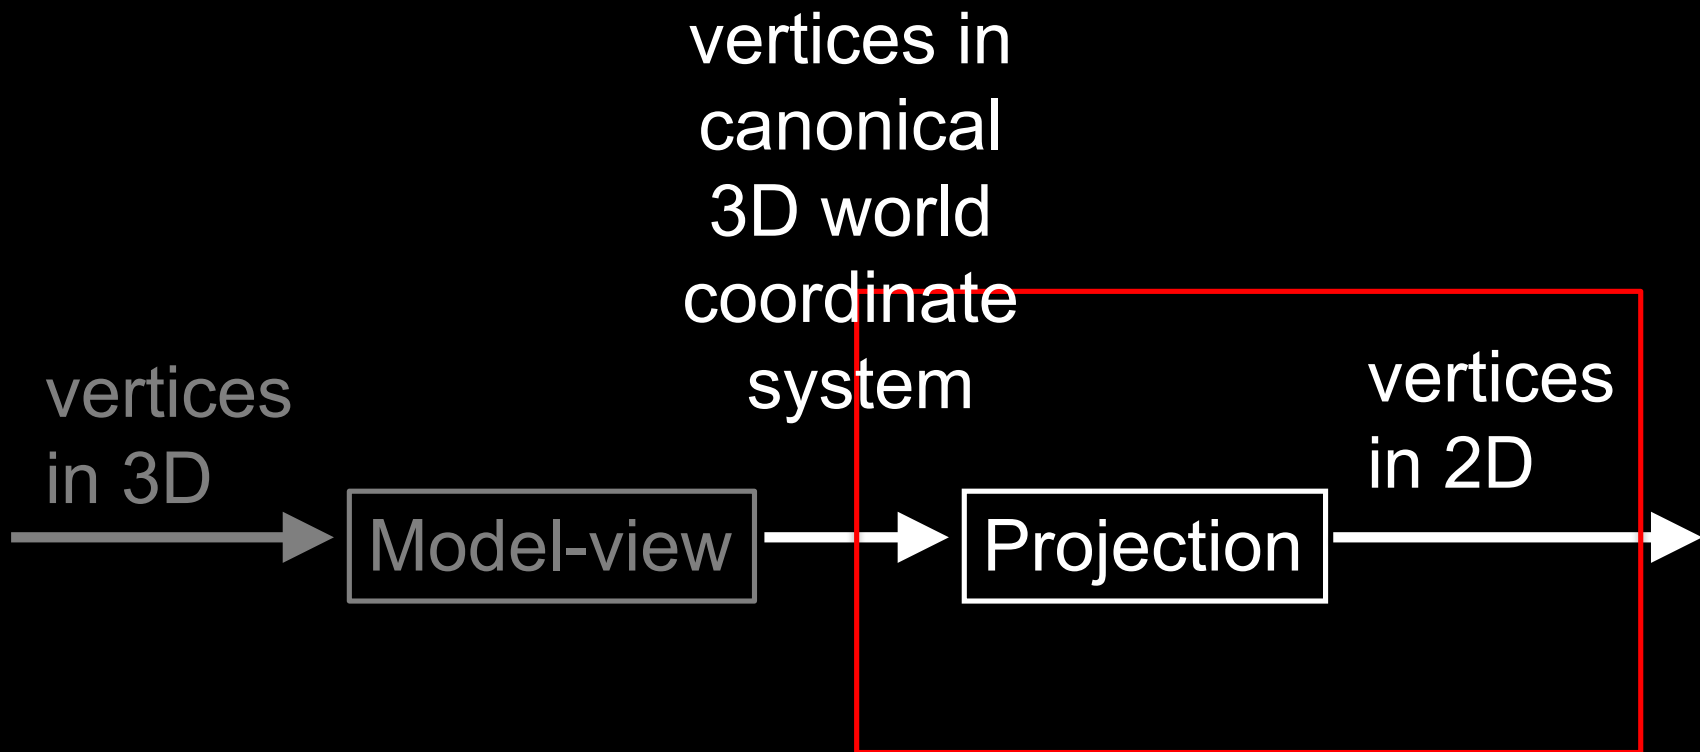 vertices in
canonical
3D world
coordinate
system
vertices
in 3D
Model-view
Projection
vertices
in 2D